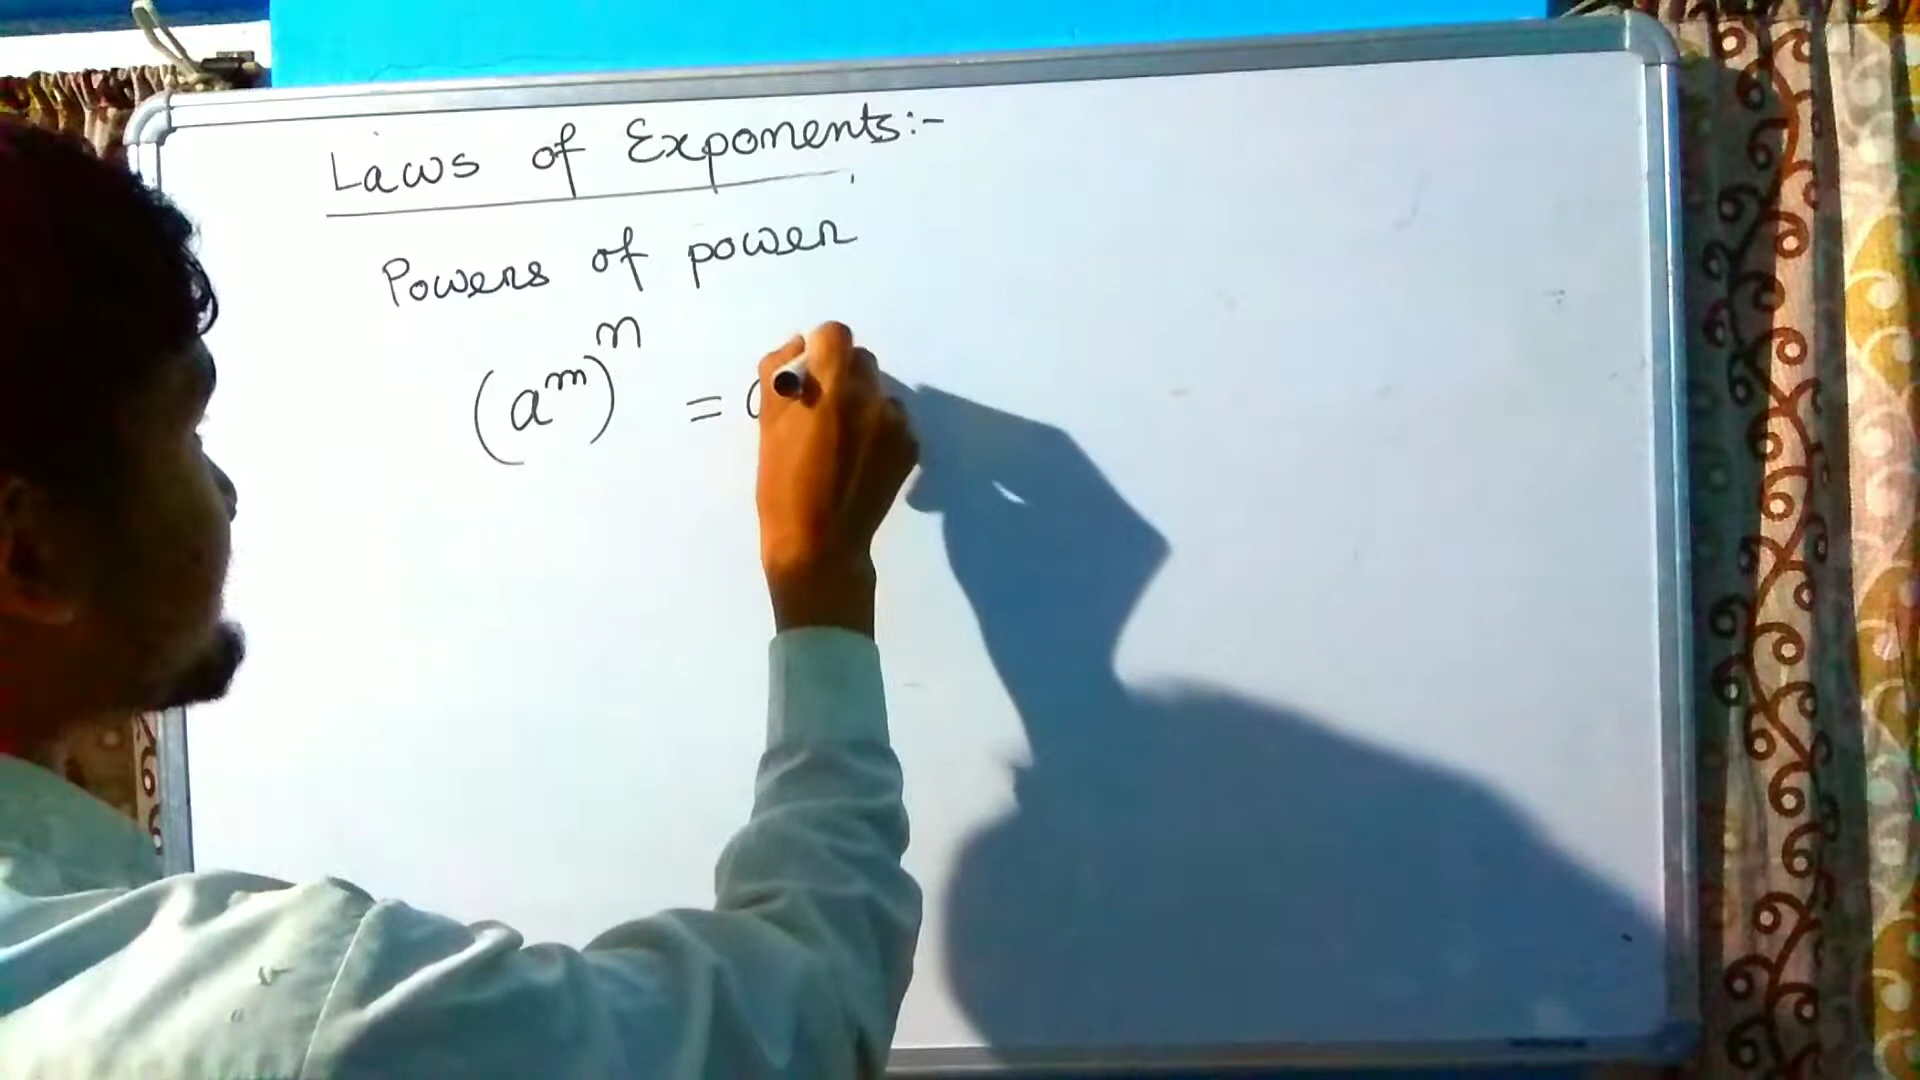 Laws of Exponents:-
Powers of power
(a^m)^n =